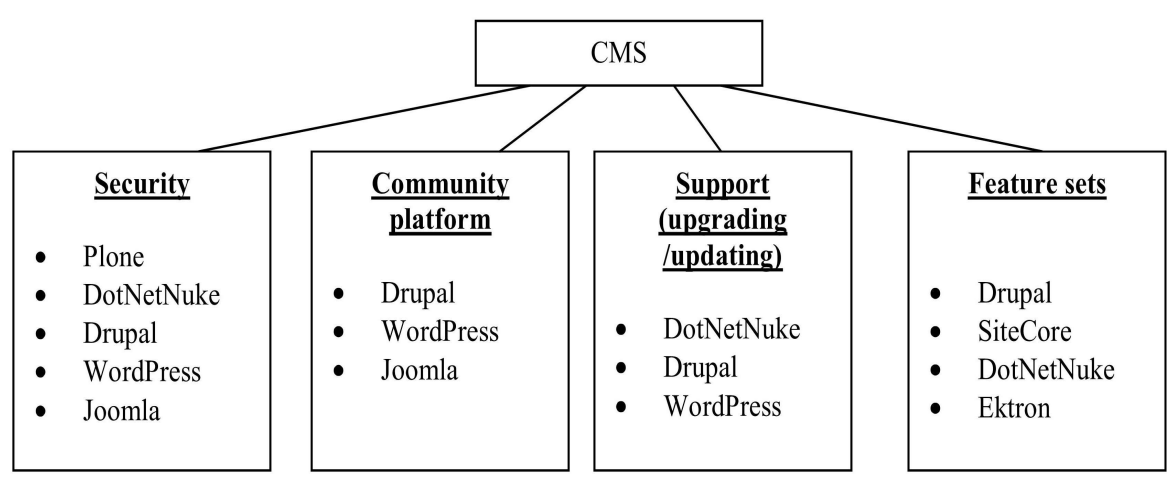 CMS
Security
• Plone
• DotNetNuke
• Drupal
• WordPress
• Joomla
Community
platform
• Drupal
• WordPress
• Joomla
Support
(upgrading
/updating)
• DotNetNuke
• Drupal
• WordPress
Feature sets
• Drupal
• SiteCore
• DotNetNuke
• Ektron